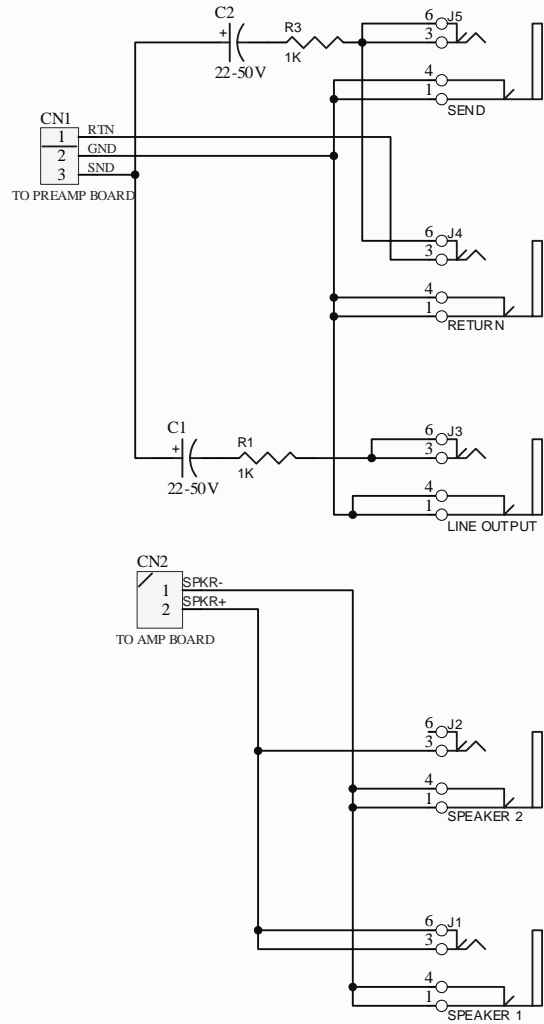 C2
+
R3
1K
22-50V
6 J5
3
4
1
SEND
CN1
1 RTN
2 GND
3 SND
TO PREAMP BOARD
6 J4
3
4
1
RETURN
C1
+
R1
1K
22-50V
6 J3
3
4
1
LINE OUTPUT
CN2
1 SPKR-
2 SPKR+
TO AMP BOARD
6 J2
3
4
1
SPEAKER 2
6 J1
3
4
1
SPEAKER 1